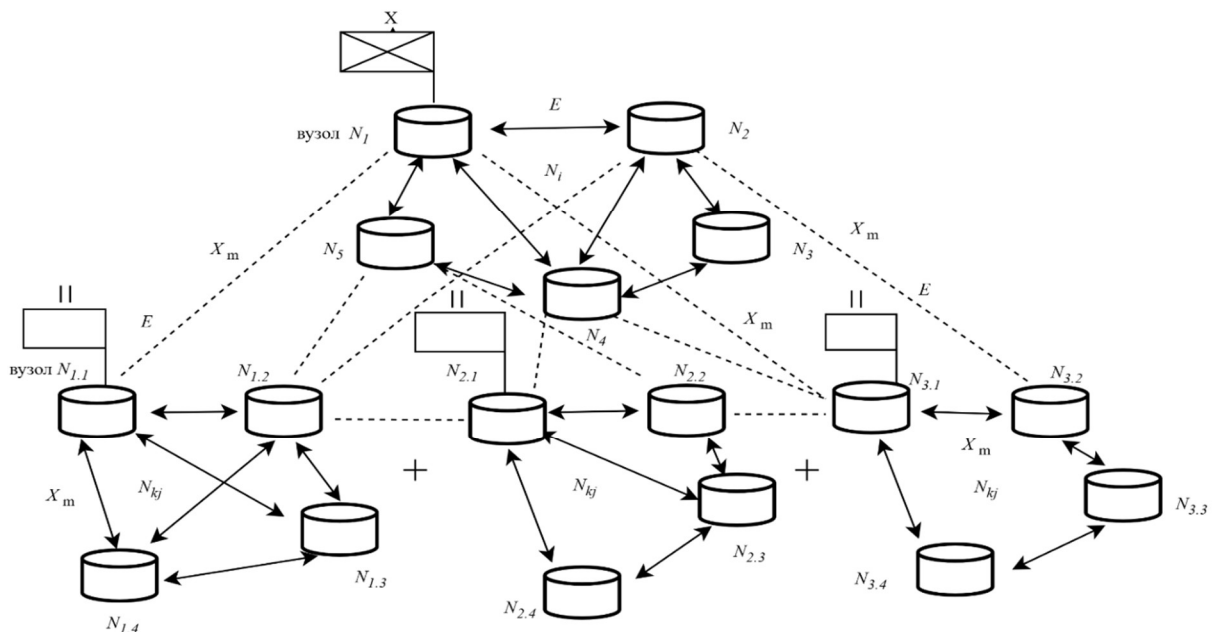 X
вузол N1
E
N2
Ni
Xm
N5
N3
Xm
E
N4
Xm
E
вузол N1.1
N1.2
N2.1
N2.2
N3.1
N3.2
+
+
Xm
Nkj
Nkj
Xm
Nkj
N1.3
N2.3
N3.3
N1.4
N2.4
N3.4